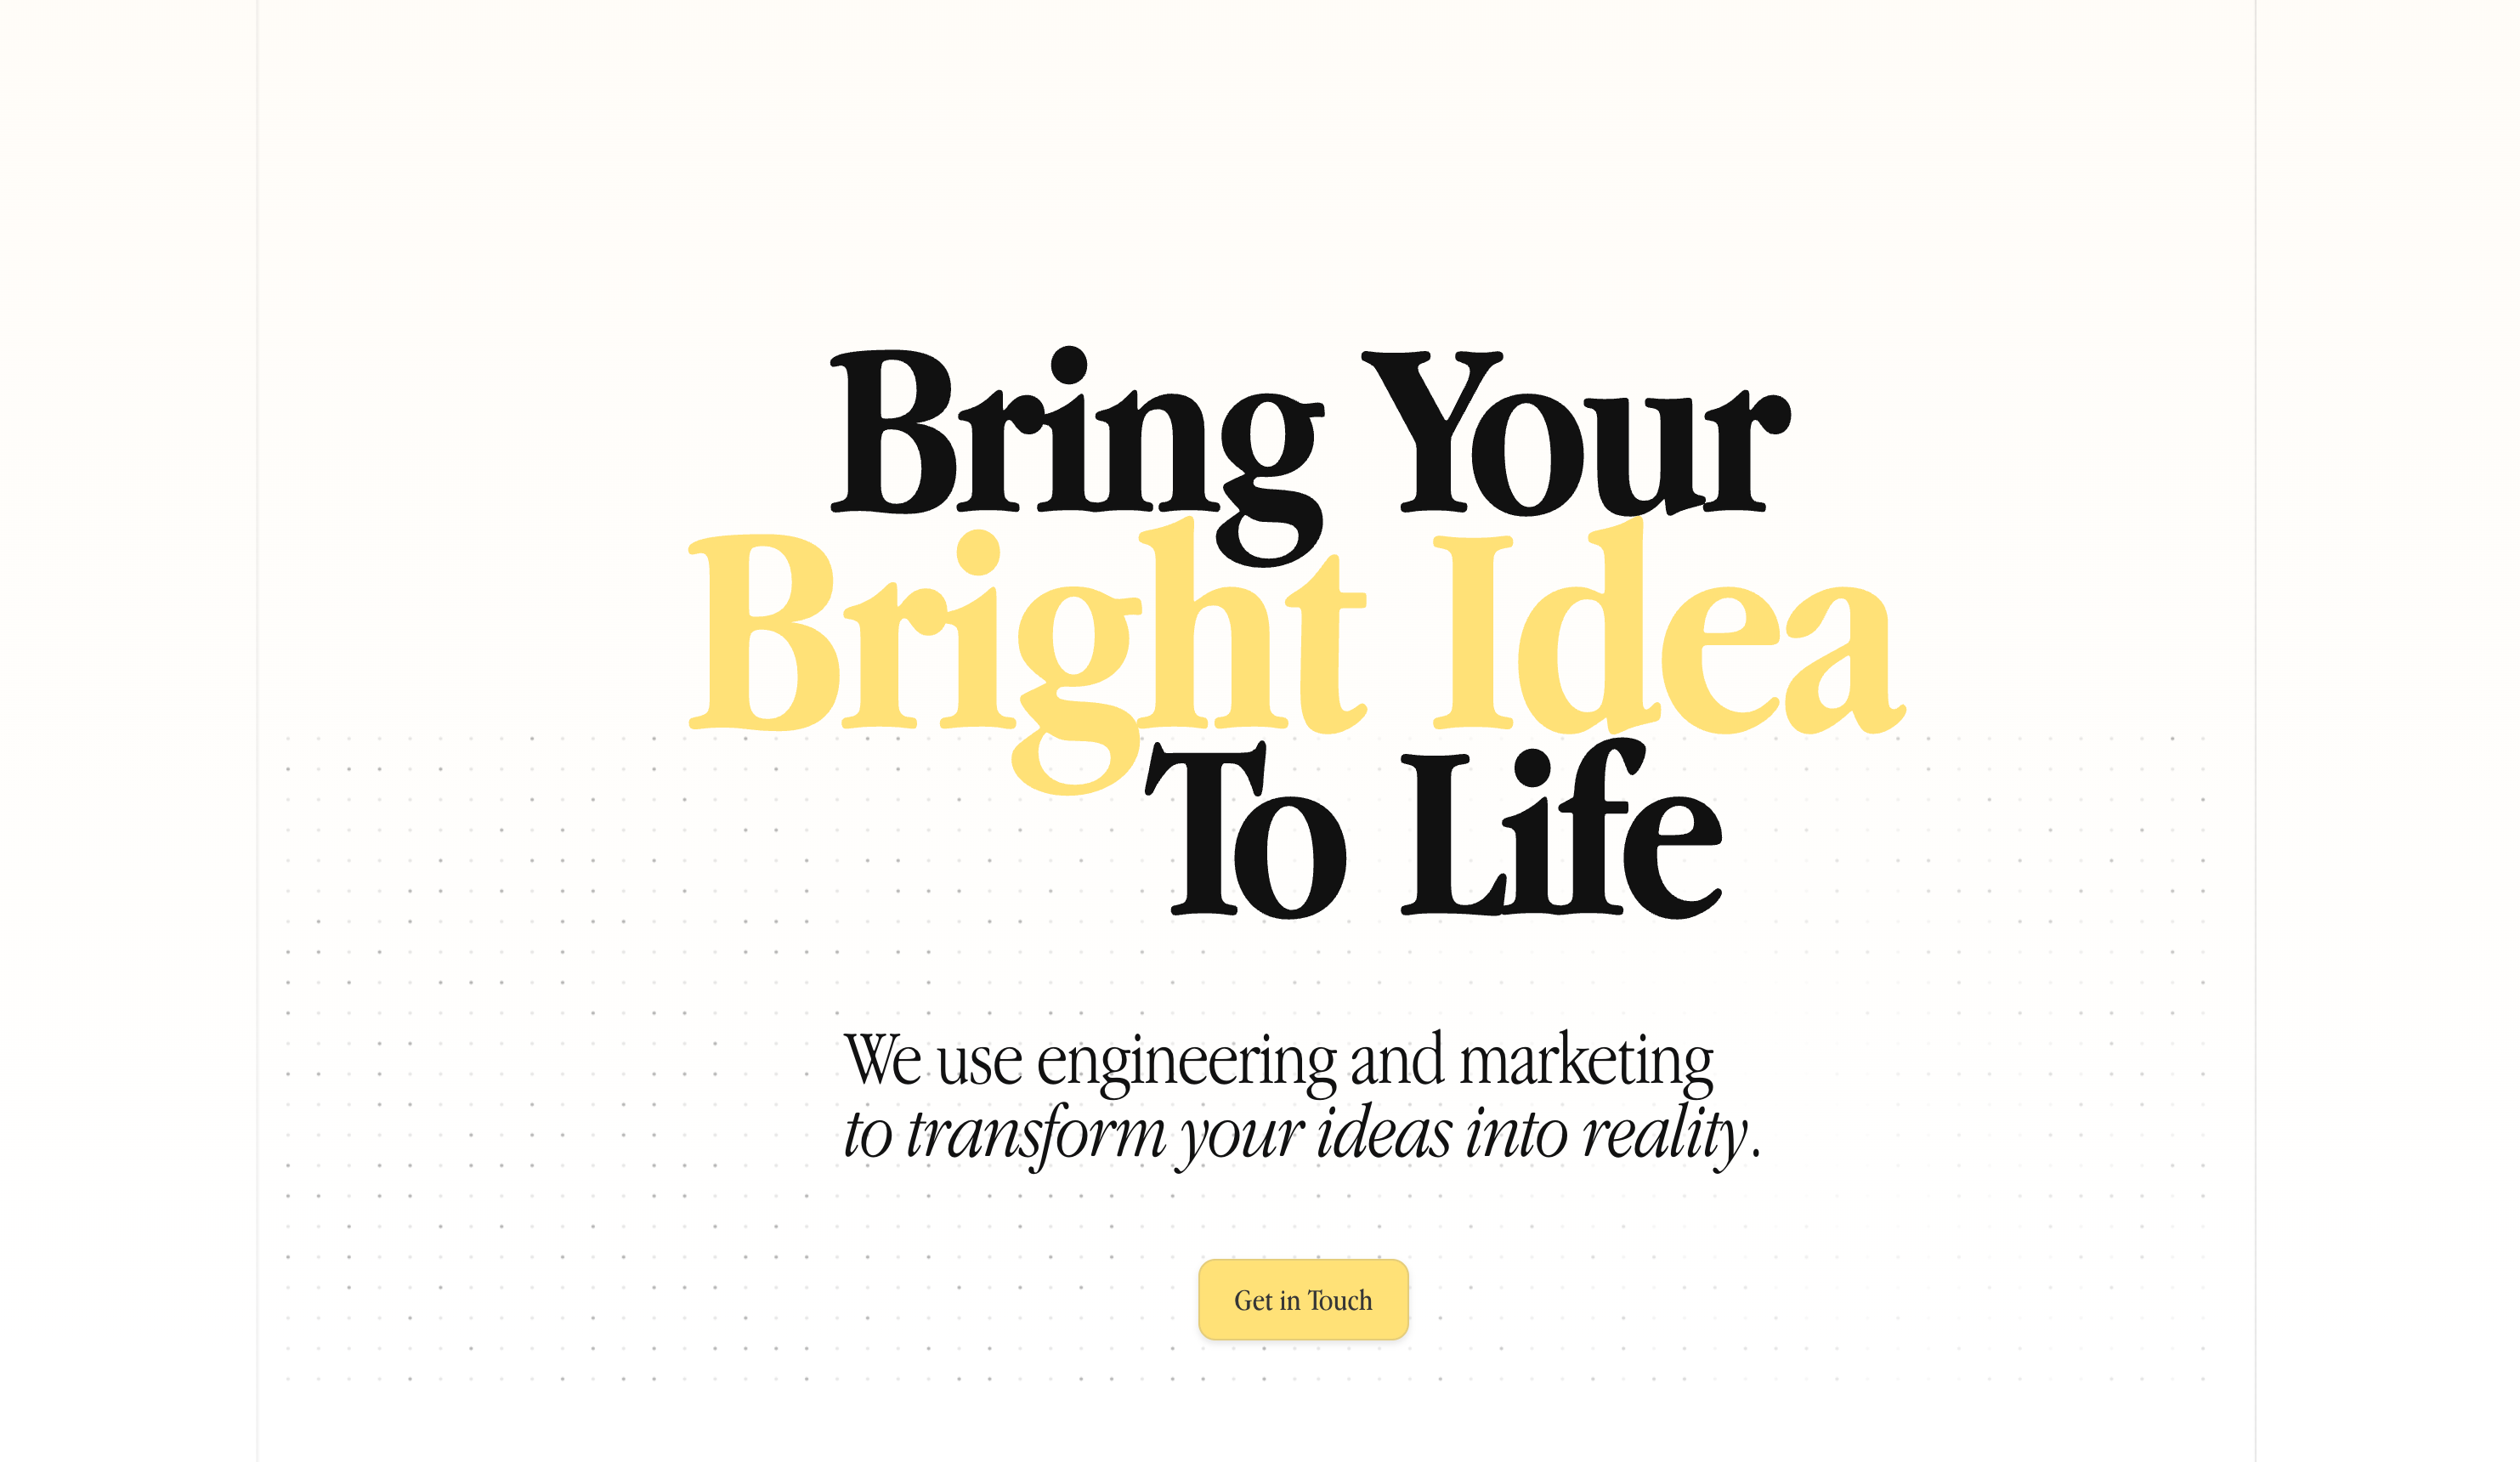 Bring Your
Bright Idea
To Life
We use engineering and marketing
to transform your ideas into reality.
Get in Touch